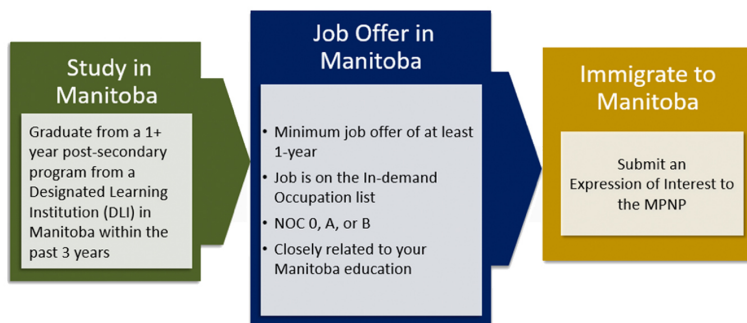 Study in
Manitoba
Graduate from a 1+
year post-secondary
program from a
Designated Learning
Institution (DLI) in
Manitoba within the
past 3 years
Job Offer in
Manitoba
• Minimum job offer of at least
1-year
• Job is on the In-demand
Occupation list
• NOC 0, A, or B
• Closely related to your
Manitoba education
Immigrate to
Manitoba
Submit an
Expression of Interest to
the MPNP